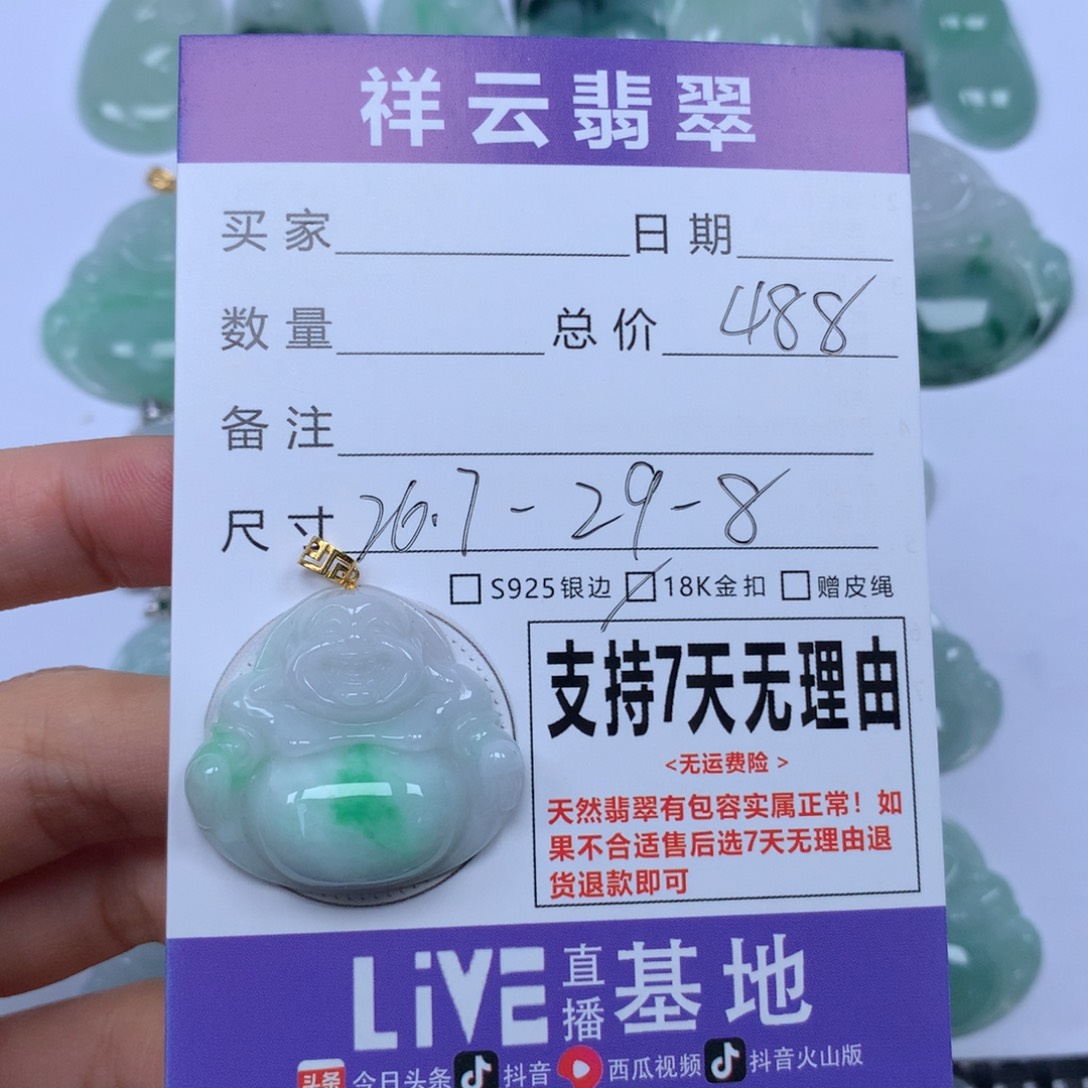 祥云翡翠
买家 日期
数量 总价 488
备注
尺寸 26.7-29-8
S925银边 18K金扣 赠皮绳
支持7天无理由
<无运费险>
天然翡翠有包容实属正常！如
果不合适售后选7天无理由退
货退款即可
LiVE 直播 基地
头条 今日头条 抖音 西瓜视频 抖音火山版